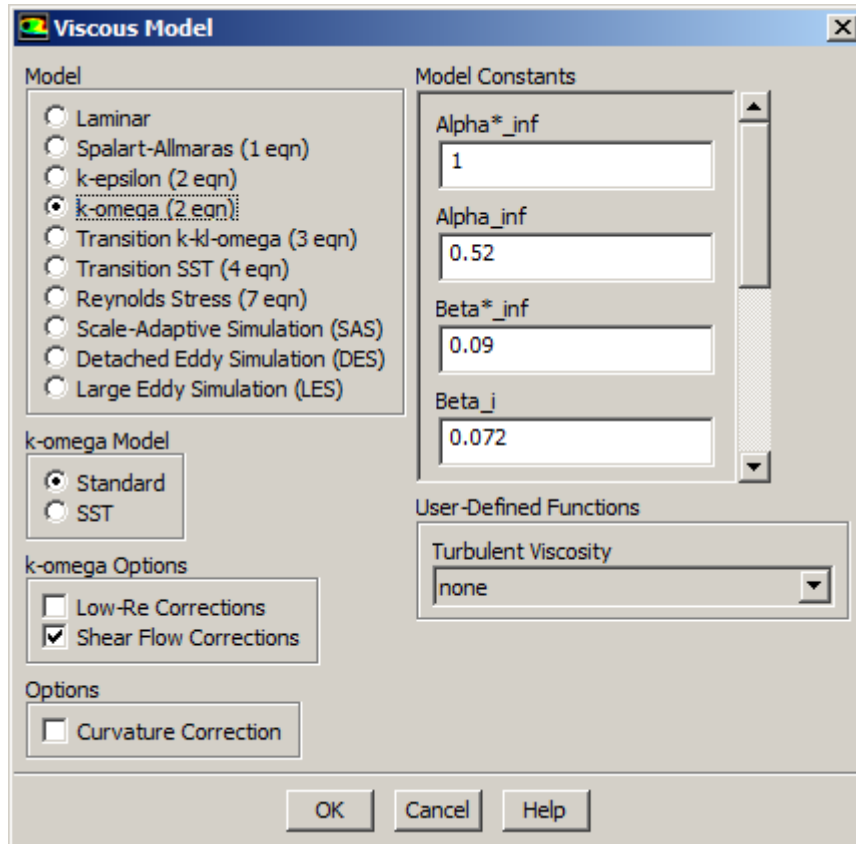 Viscous Model
Model
Laminar
Spalart-Allmaras (1 eqn)
k-epsilon (2 eqn)
k-omega (2 eqn)
Transition k-kl-omega (3 eqn)
Transition SST (4 eqn)
Reynolds Stress (7 eqn)
Scale-Adaptive Simulation (SAS)
Detached Eddy Simulation (DES)
Large Eddy Simulation (LES)
k-omega Model
Standard
SST
k-omega Options
Low-Re Corrections
Shear Flow Corrections
Options
Curvature Correction
Model Constants
Alpha*_inf
1
Alpha_inf
0.52
Beta*_inf
0.09
Beta_i
0.072
User-Defined Functions
Turbulent Viscosity
none
OK
Cancel
Help